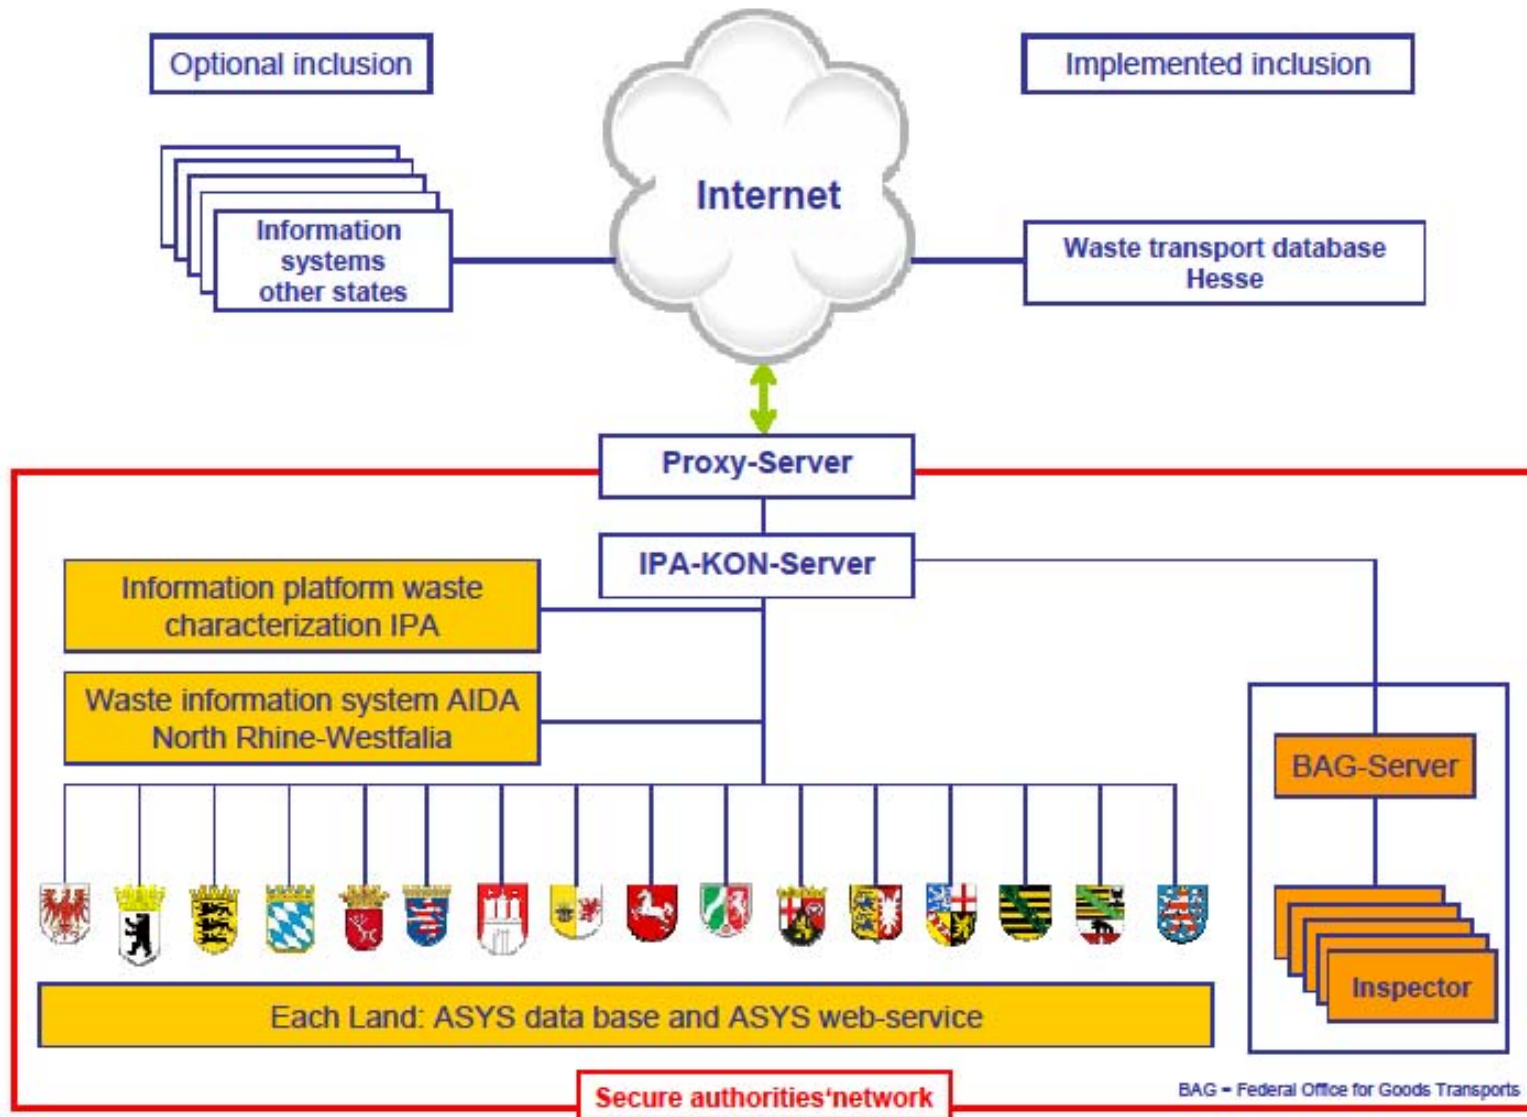 Optional inclusion
Implemented inclusion
Internet
Information
systems
other states
Waste transport database
Hesse
Proxy-Server
IPA-KON-Server
Information platform waste
characterization IPA
Waste information system AIDA
North Rhine-Westfalia
BAG-Server
Inspector
Each Land: ASYS data base and ASYS web-service
Secure authorities'network
BAG = Federal Office for Goods Transports